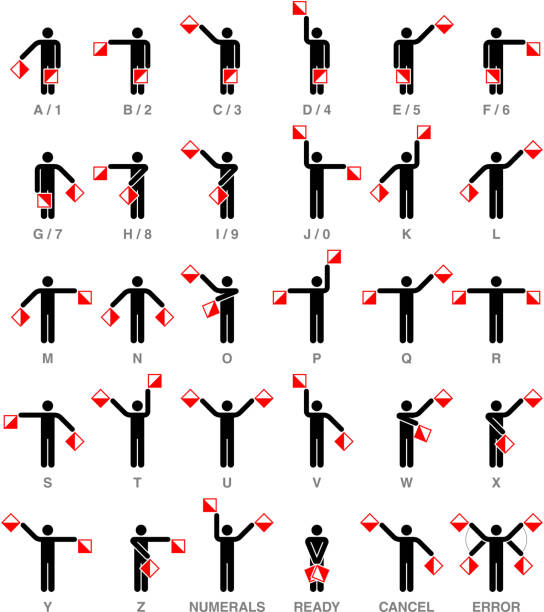 A / 1 B / 2 C / 3 D / 4 E / 5 F / 6
G / 7 H / 8 I / 9 J / 0 K L
M N O P Q R
S T U V W X
Y Z NUMERALS READY CANCEL ERROR